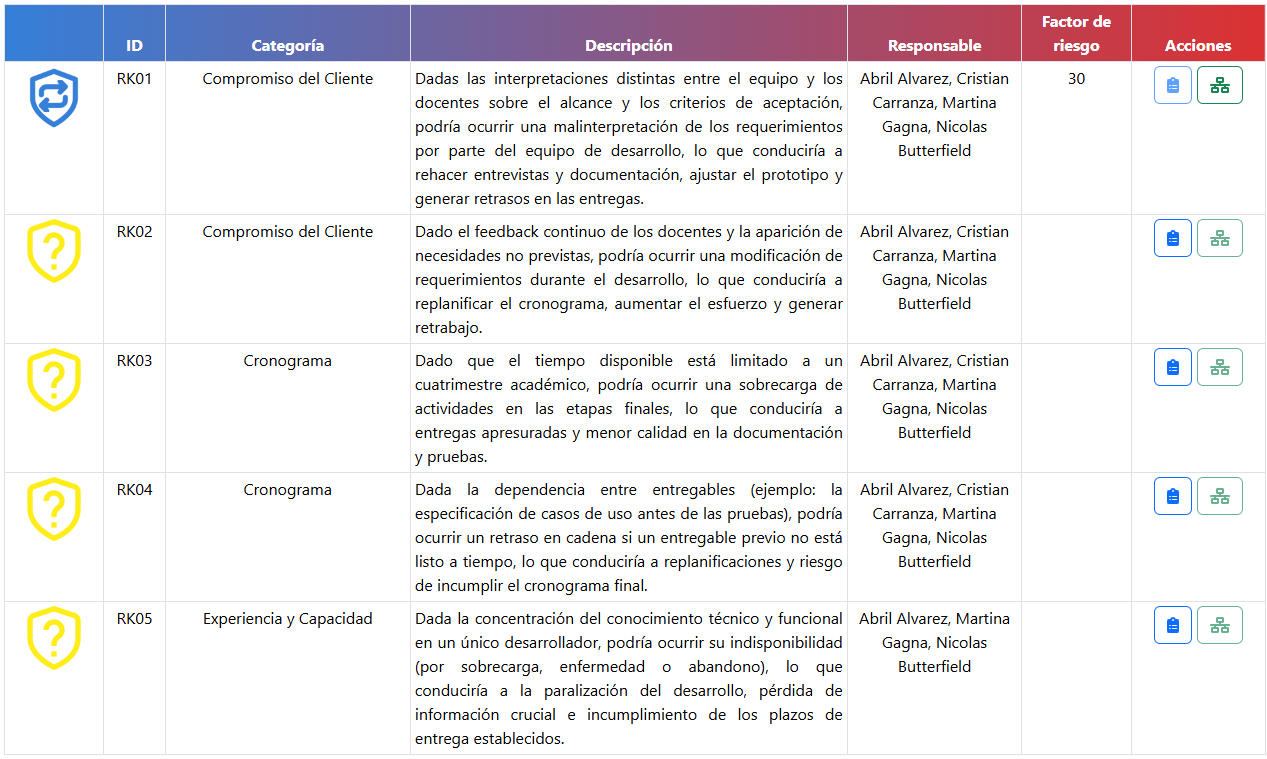 ID
Categoría
Descripción
Responsable
Factor de
riesgo
Acciones
RK01
Compromiso del Cliente
Dadas las interpretaciones distintas entre el equipo y los
docentes sobre el alcance y los criterios de aceptación,
podría ocurrir una malinterpretación de los requerimientos
por parte del equipo de desarrollo, lo que conduciría a
rehacer entrevistas y documentación, ajustar el prototipo y
generar retrasos en las entregas.
Abril Alvarez, Cristian
Carranza, Martina
Gagna, Nicolas
Butterfield
30
RK02
Compromiso del Cliente
Dado el feedback continuo de los docentes y la aparición de
necesidades no previstas, podría ocurrir una modificación de
requerimientos durante el desarrollo, lo que conduciría a
replanificar el cronograma, aumentar el esfuerzo y generar
retrabajo.
Abril Alvarez, Cristian
Carranza, Martina
Gagna, Nicolas
Butterfield
RK03
Cronograma
Dado que el tiempo disponible está limitado a un
cuatrimestre académico, podría ocurrir una sobrecarga de
actividades en las etapas finales, lo que conduciría a
entregas apresuradas y menor calidad en la documentación
y pruebas.
Abril Alvarez, Cristian
Carranza, Martina
Gagna, Nicolas
Butterfield
RK04
Cronograma
Dada la dependencia entre entregables (ejemplo: la
especificación de casos de uso antes de las pruebas), podría
ocurrir un retraso en cadena si un entregable previo no está
listo a tiempo, lo que conduciría a replanificaciones y riesgo
de incumplir el cronograma final.
Abril Alvarez, Cristian
Carranza, Martina
Gagna, Nicolas
Butterfield
RK05
Experiencia y Capacidad
Dada la concentración del conocimiento técnico y funcional
en un único desarrollador, podría ocurrir su indisponibilidad
(por sobrecarga, enfermedad o abandono), lo que
conduciría a la paralización del desarrollo, pérdida de
información crucial e incumplimiento de los plazos de
entrega establecidos.
Abril Alvarez, Martina
Gagna, Nicolas
Butterfield